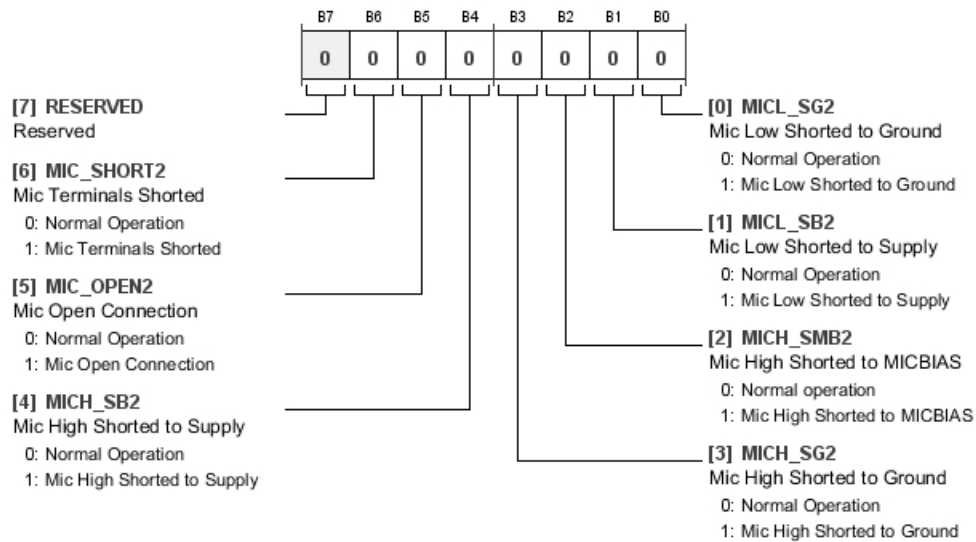 B7 B6 B5 B4 B3 B2 B1 B0
0 0 0 0 0 0 0 0
[7] RESERVED
Reserved
[6] MIC_SHORT2
Mic Terminals Shorted
0: Normal Operation
1: Mic Terminals Shorted
[5] MIC_OPEN2
Mic Open Connection
0: Normal Operation
1: Mic Open Connection
[4] MICH_SB2
Mic High Shorted to Supply
0: Normal Operation
1: Mic High Shorted to Supply
[0] MICL_SG2
Mic Low Shorted to Ground
0: Normal Operation
1: Mic Low Shorted to Ground
[1] MICL_SB2
Mic Low Shorted to Supply
0: Normal Operation
1: Mic Low Shorted to Supply
[2] MICH_SMB2
Mic High Shorted to MICBIAS
0: Normal operation
1: Mic High Shorted to MICBIAS
[3] MICH_SG2
Mic High Shorted to Ground
0: Normal Operation
1: Mic High Shorted to Ground